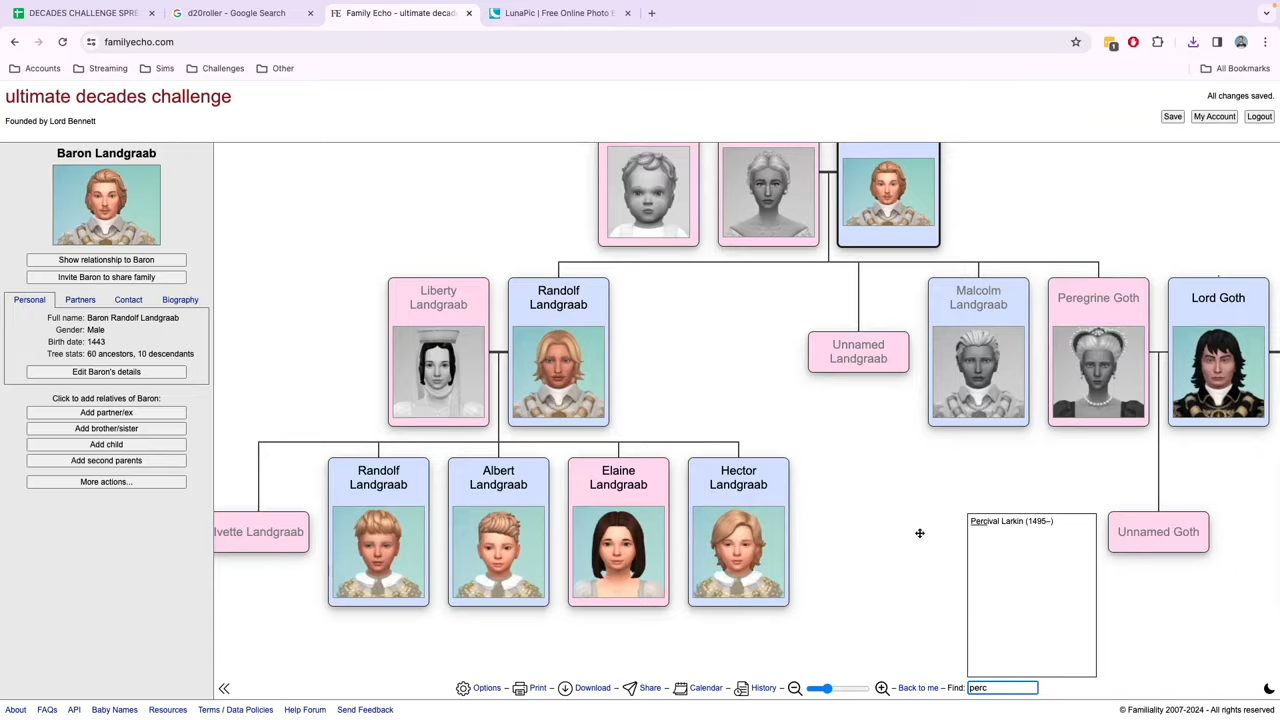 DECADES CHALLENGE SPRE
d20roller - Google Search
Family Echo - ultimate decade
LunaPic | Free Online Photo E
familyecho.com
1
Accounts
Streaming
Sims
Challenges
Other
All Bookmarks
ultimate decades challenge
All changes saved.
Founded by Lord Bennett
Save
My Account
Logout
Baron Landgraab
Show relationship to Baron
Invite Baron to share family
Personal
Partners
Contact
Biography
Full name: Baron Randolf Landgraab
Gender: Male
Birth date: 1443
Tree stats: 60 ancestors, 10 descendants
Edit Baron's details
Click to add relatives of Baron:
Add partner/ex
Add brother/sister
Add child
Add second parents
More actions...
Liberty
Landgraab
Randolf
Landgraab
Unnamed
Landgraab
Malcolm
Landgraab
Peregrine Goth
Lord Goth
lvette Landgraab
Randolf
Landgraab
Albert
Landgraab
Elaine
Landgraab
Hector
Landgraab
Percival Larkin (1495–)
Unnamed Goth
« Options – Print – Download – Share – Calendar – History – Back to me – Find: perc
About
FAQs
API
Baby Names
Resources
Terms / Data Policies
Help Forum
Send Feedback
© Familiality 2007-2024 - All rights reserved